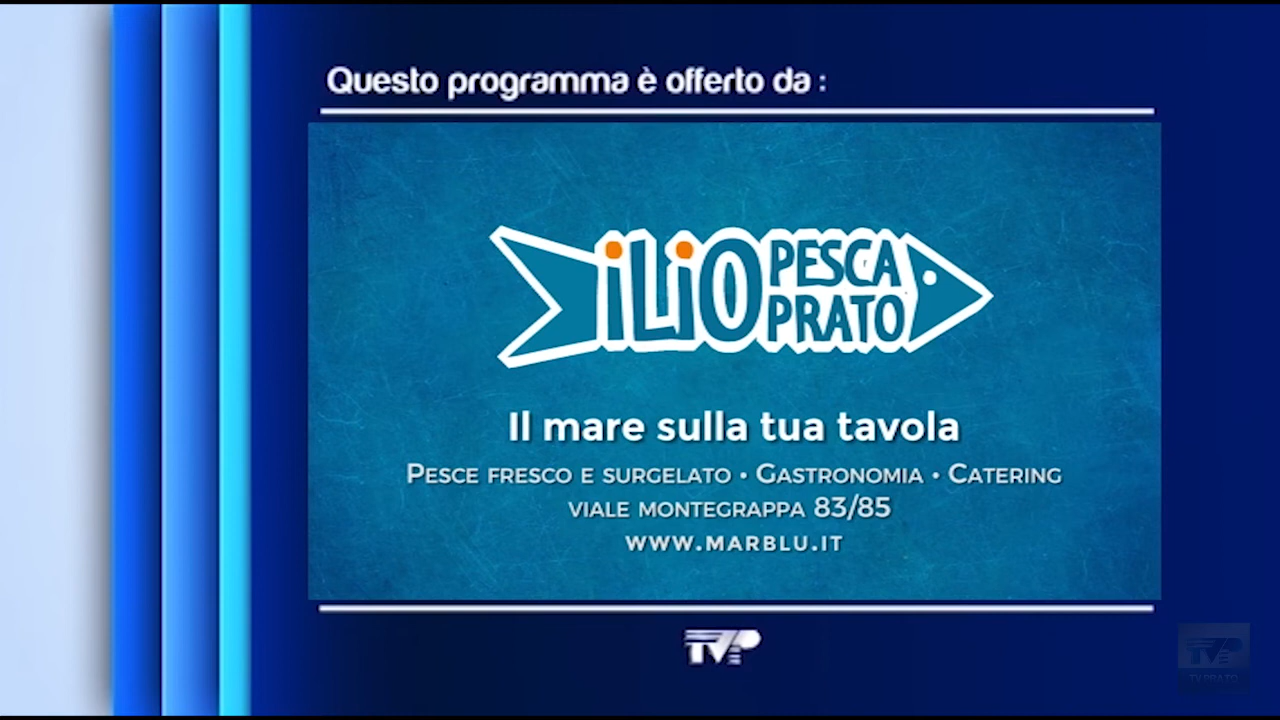 Questo programma è offerto da :
iLiO PESCA PRATO
Il mare sulla tua tavola
PESCE FRESCO E SURGELATO • GASTRONOMIA • CATERING
VIALE MONTEGRAPPA 83/85
WWW.MARBLU.IT
TVP
TVP
TV PRATO